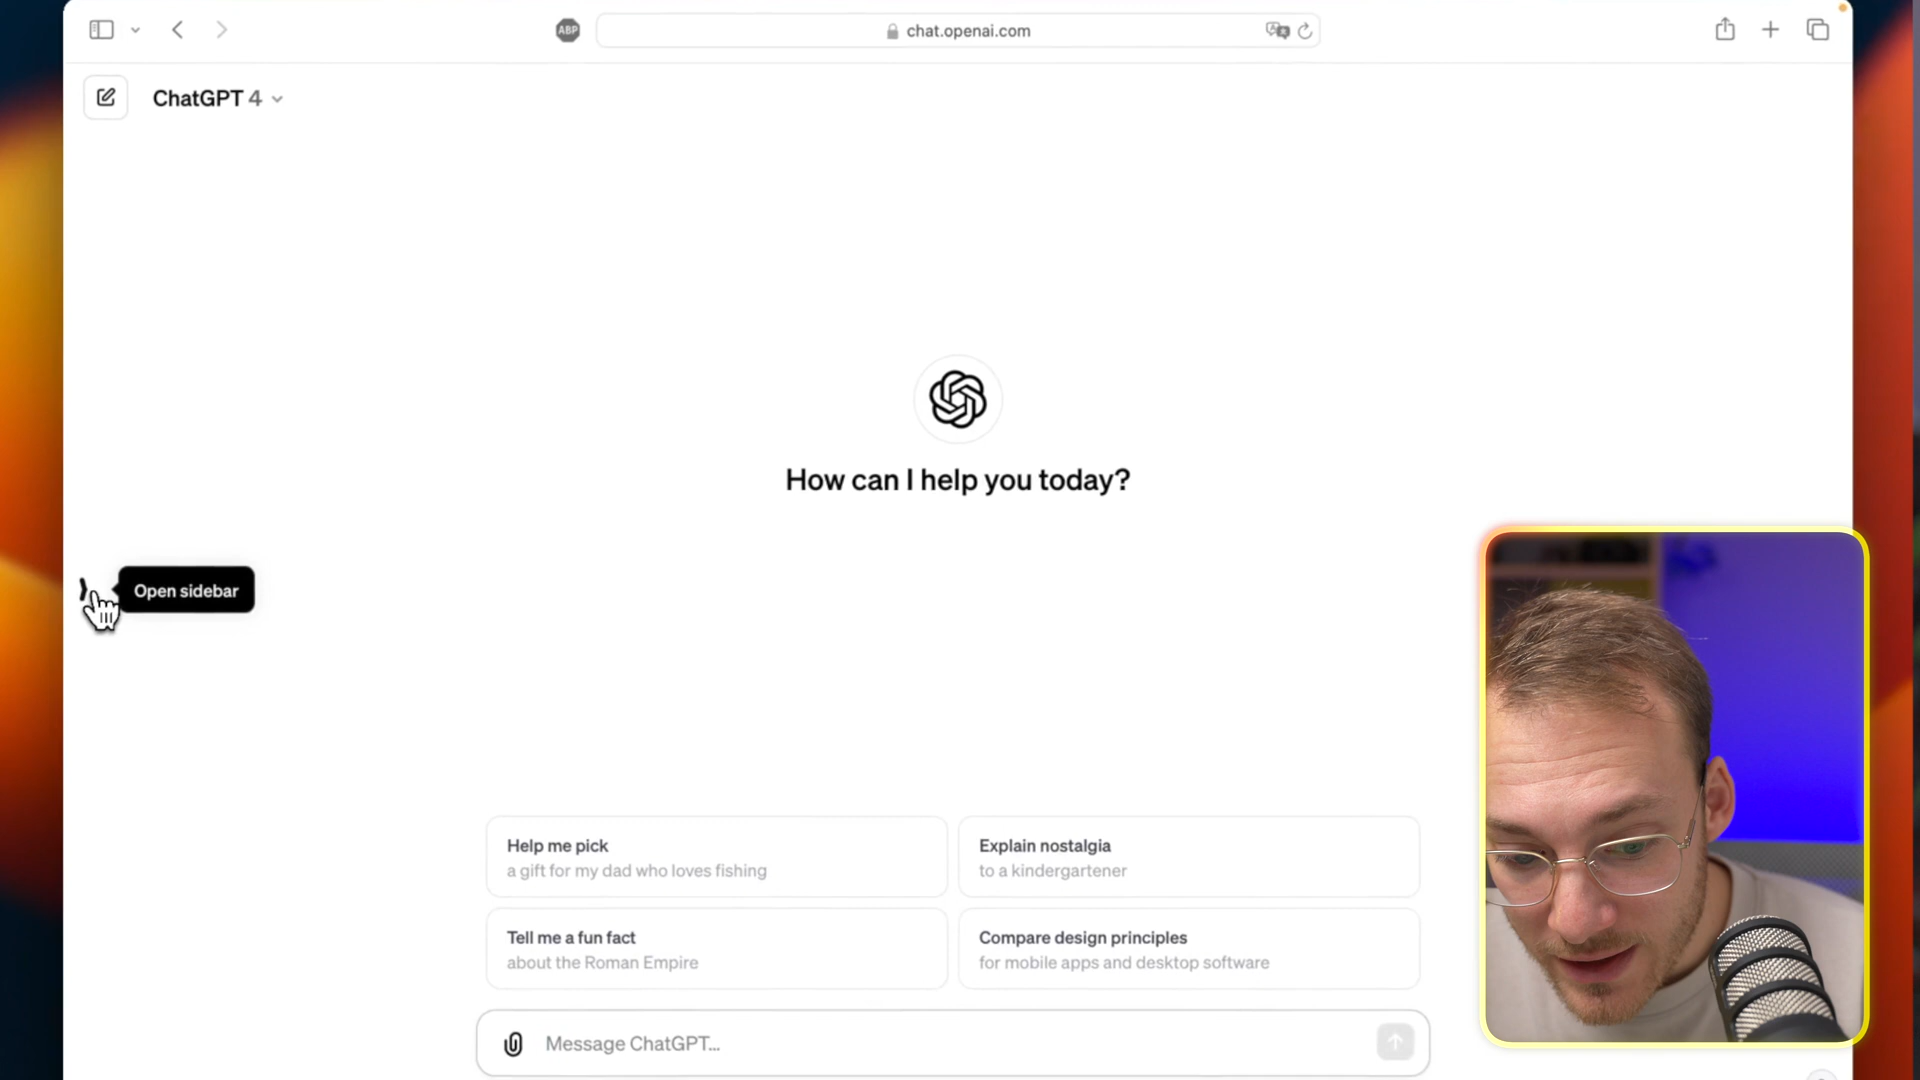 ABP
chat.openai.com
ChatGPT 4
How can I help you today?
Open sidebar
Help me pick
a gift for my dad who loves fishing
Explain nostalgia
to a kindergartener
Tell me a fun fact
about the Roman Empire
Compare design principles
for mobile apps and desktop software
Message ChatGPT...